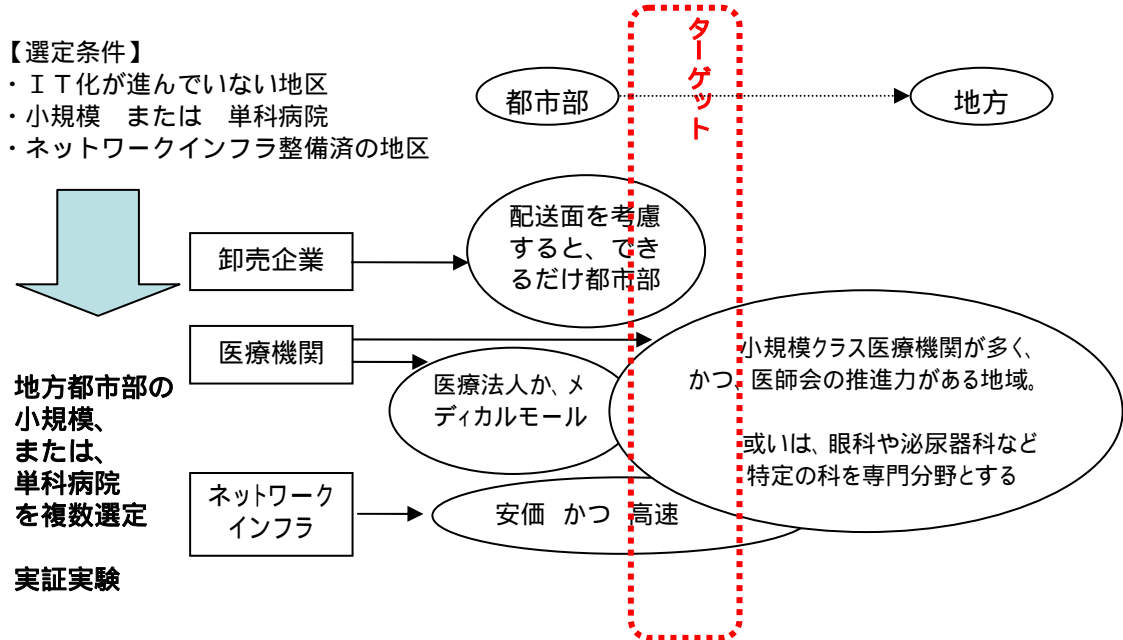 【選定条件】
・ＩＴ化が進んでいない地区
・小規模　または　単科病院
・ネットワークインフラ整備済の地区
ターゲット
都市部
地方
配送面を考慮
すると、でき
るだけ都市部
卸売企業
医療機関
医療法人か、メ
ディカルモール
小規模クラス医療機関が多く、
かつ、医師会の推進力がある地域。
或いは、眼科や泌尿器科など
特定の科を専門分野とする
ネットワーク
インフラ
安価　かつ　高速
地方都市部の
小規模、
または、
単科病院
を複数選定
実証実験